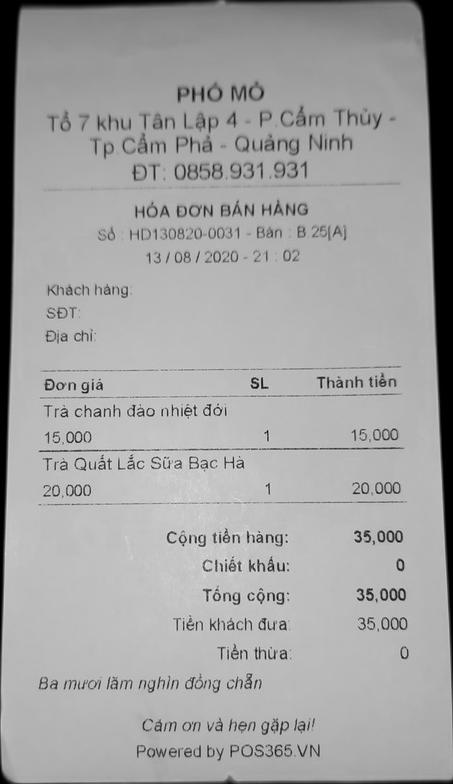 PHỐ MỎ
Tổ 7 khu Tân Lập 4 - P.Cẩm Thủy -
Tp.Cẩm Phả - Quảng Ninh
ĐT: 0858.931.931
HÓA ĐƠN BÁN HÀNG
Số : HD130820-0031 - Bàn : B 25[A]
13 / 08 / 2020 - 21 : 02
Khách hàng:
SĐT:
Địa chỉ:
Đơn giá SL Thành tiền
Trà chanh đào nhiệt đới
15,000 1 15,000
Trà Quất Lắc Sữa Bạc Hà
20,000 1 20,000
Cộng tiền hàng: 35,000
Chiết khấu: 0
Tổng cộng: 35,000
Tiền khách đưa: 35,000
Tiền thừa: 0
Ba mươi lăm nghìn đồng chẵn
Cám ơn và hẹn gặp lại!
Powered by POS365.VN